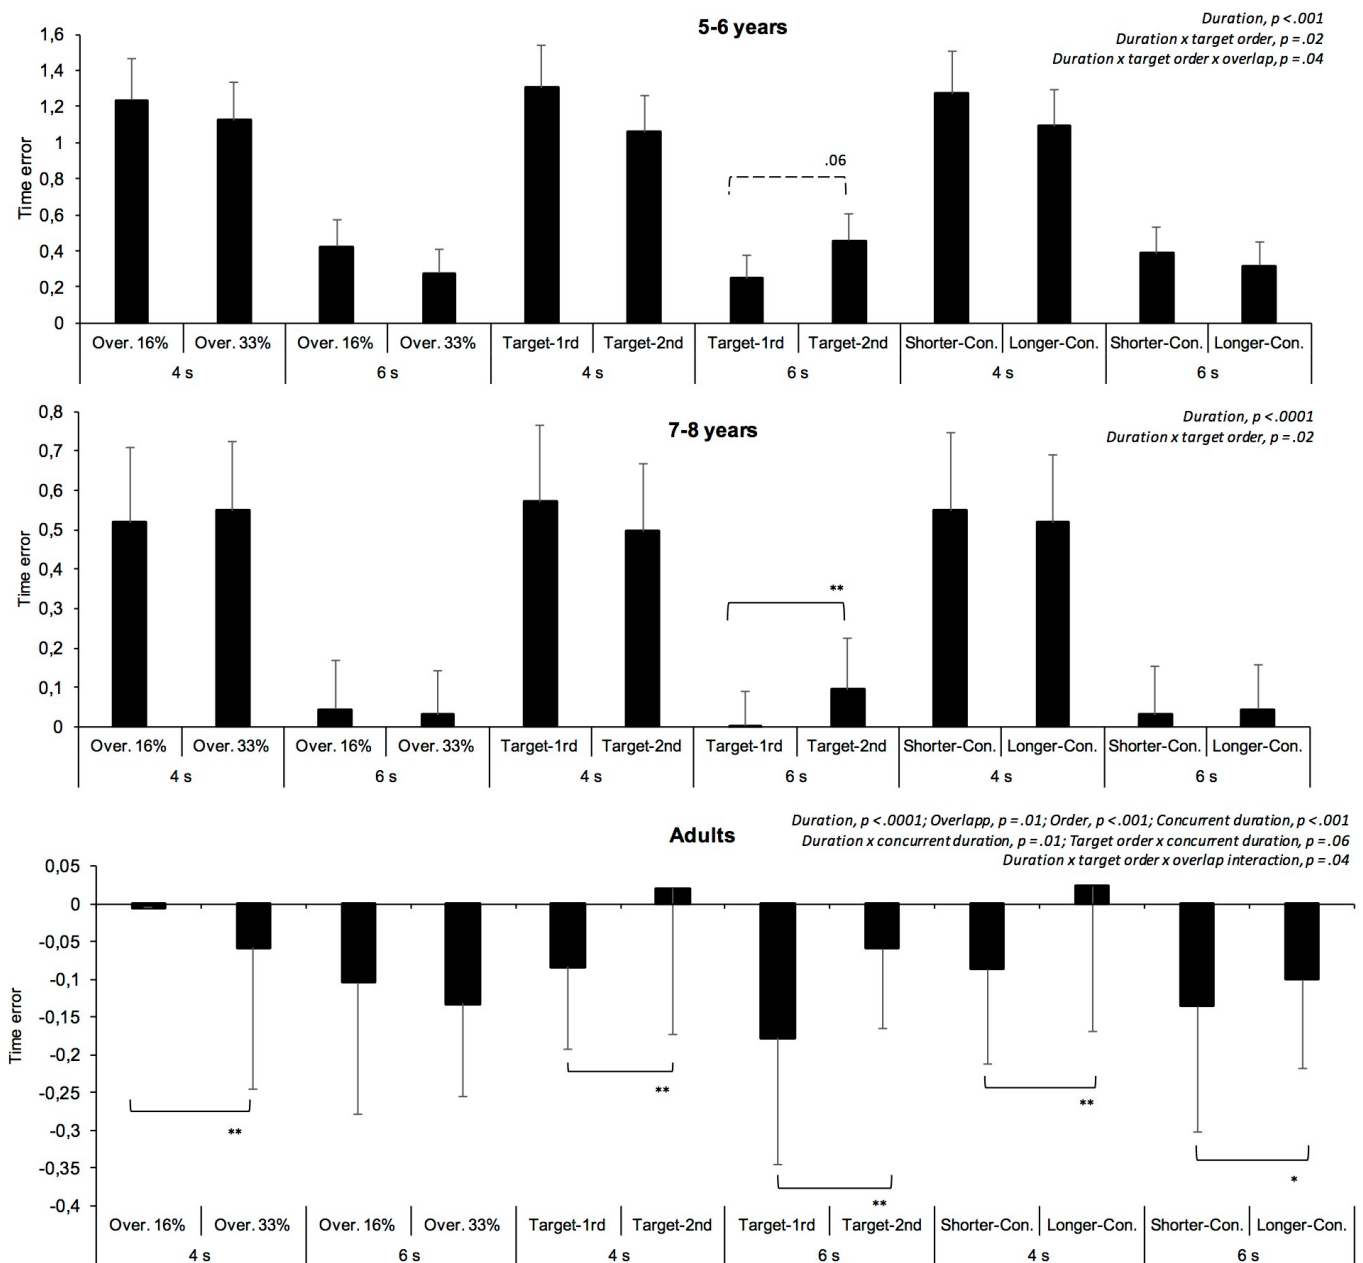 5-6 years
Duration, p <.001
Duration x target order, p =.02
Duration x target order x overlap, p =.04
Time error
1,6
1,4
1,2
1
0,8
0,6
0,4
0,2
0
.06
Over. 16% Over. 33% Over. 16% Over. 33% Target-1rd Target-2nd Target-1rd Target-2nd Shorter-Con. Longer-Con. Shorter-Con. Longer-Con.
4 s 6 s 4 s 6 s 4 s 6 s
7-8 years
Duration, p <.0001
Duration x target order, p =.02
Time error
0,8
0,7
0,6
0,5
0,4
0,3
0,2
0,1
0
**
Over. 16% Over. 33% Over. 16% Over. 33% Target-1rd Target-2nd Target-1rd Target-2nd Shorter-Con. Longer-Con. Shorter-Con. Longer-Con.
4 s 6 s 4 s 6 s 4 s 6 s
Adults
Duration, p <.0001; Overlapp, p =.01; Order, p <.001; Concurrent duration, p <.001
Duration x concurrent duration, p =.01; Target order x concurrent duration, p =.06
Duration x target order x overlap interaction, p =.04
Time error
0,05
0
-0,05
-0,1
-0,15
-0,2
-0,25
-0,3
-0,35
-0,4
**
**
**
**
*
Over. 16% Over. 33% Over. 16% Over. 33% Target-1rd Target-2nd Target-1rd Target-2nd Shorter-Con. Longer-Con. Shorter-Con. Longer-Con.
4 s 6 s 4 s 6 s 4 s 6 s